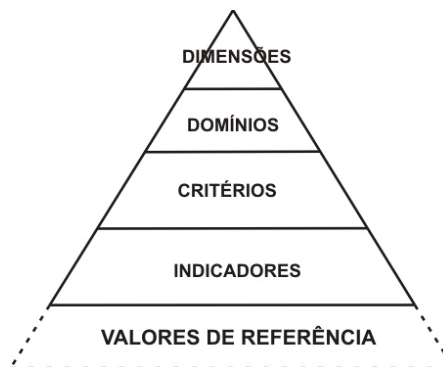 DIMENSÕES
DOMÍNIOS
CRITÉRIOS
INDICADORES
VALORES DE REFERÊNCIA